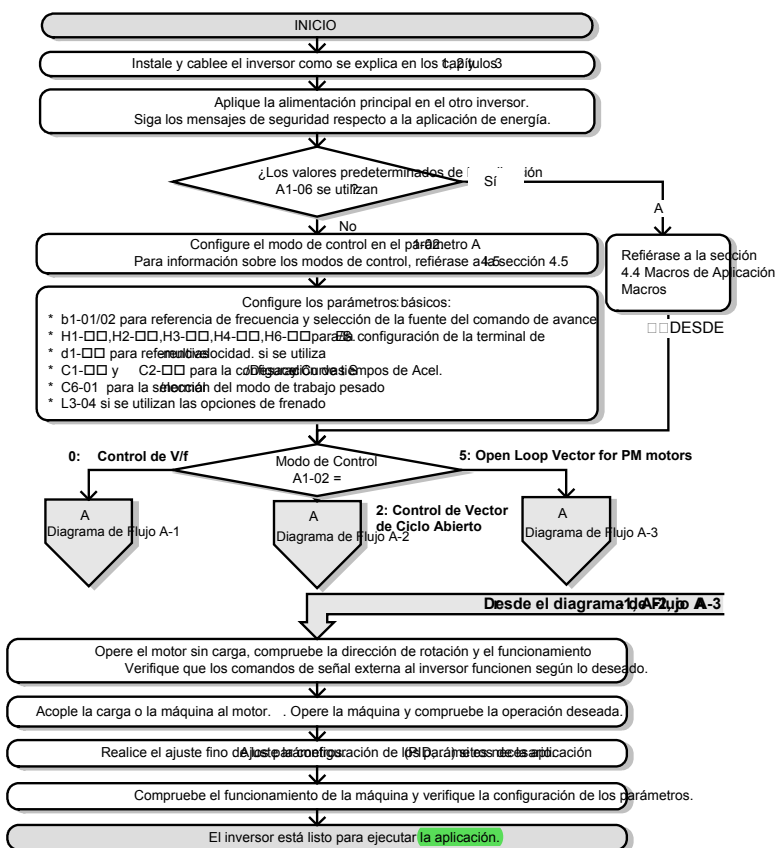 INICIO
Instale y cablee el inversor como se explica en los
Aplique la alimentación principal en el otro inversor.
Siga los mensajes de seguridad respecto a la aplicación de energía.
¿Los valores predeterminados de
A1-06 se utilizan
Sí
A
No
Configure el modo de control en el
Para información sobre los modos de control, refiérase a la sección 4.5
Refiérase a la sección
4.4 Macros de Aplicación
Macros
□□DESDE
Configure los parámetros básicos:
* b1-01/02 para referencia de frecuencia y selección de la fuente del comando de avance
* H1-□□,H2-□□,H3-□□,H4-□□,H6-□□ para la configuración de la terminal de
* d1-□□ para si se utiliza
* C1-□□ y C2-□□ para la tiempos de Acel.
* C6-01 para la del modo de trabajo pesado
* L3-04 si se utilizan las opciones de frenado
0: Control de V/f
Modo de Control
A1-02 =
5: Open Loop Vector for PM motors
2: Control de Vector
de Ciclo Abierto
A
Diagrama de Flujo A-1
A
Diagrama de Flujo A-2
A
Diagrama de Flujo A-3
Desde el diagrama A-3
Opere el motor sin carga, compruebe la dirección de rotación y el funcionamiento
Verifique que los comandos de señal externa al inversor funcionen según lo deseado.
Acople la carga o la máquina al motor. . Opere la máquina y compruebe la operación deseada.
Realice el ajuste fino
Compruebe el funcionamiento de la máquina y verifique la configuración de los parámetros.
El inversor está listo para ejecutar la aplicación.